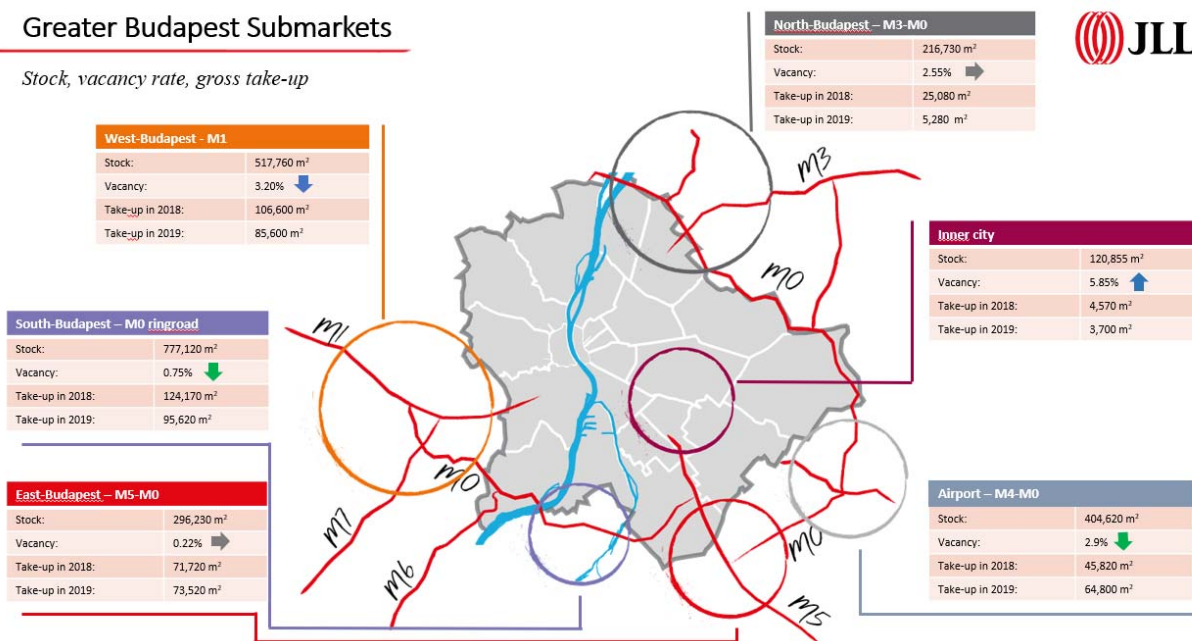 Greater Budapest Submarkets
Stock, vacancy rate, gross take-up
JLL
North-Budapest – M3-M0
Stock: 216,730 m²
Vacancy: 2.55%
Take-up in 2018: 25,080 m²
Take-up in 2019: 5,280 m²
West-Budapest - M1
Stock: 517,760 m²
Vacancy: 3.20%
Take-up in 2018: 106,600 m²
Take-up in 2019: 85,600 m²
Inner city
Stock: 120,855 m²
Vacancy: 5.85%
Take-up in 2018: 4,570 m²
Take-up in 2019: 3,700 m²
South-Budapest – M0 ringroad
Stock: 777,120 m²
Vacancy: 0.75%
Take-up in 2018: 124,170 m²
Take-up in 2019: 95,620 m²
East-Budapest – M5-M0
Stock: 296,230 m²
Vacancy: 0.22%
Take-up in 2018: 71,720 m²
Take-up in 2019: 73,520 m²
Airport – M4-M0
Stock: 404,620 m²
Vacancy: 2.9%
Take-up in 2018: 45,820 m²
Take-up in 2019: 64,800 m²
M3
M0
M1
M0
M7
M6
M0
M5